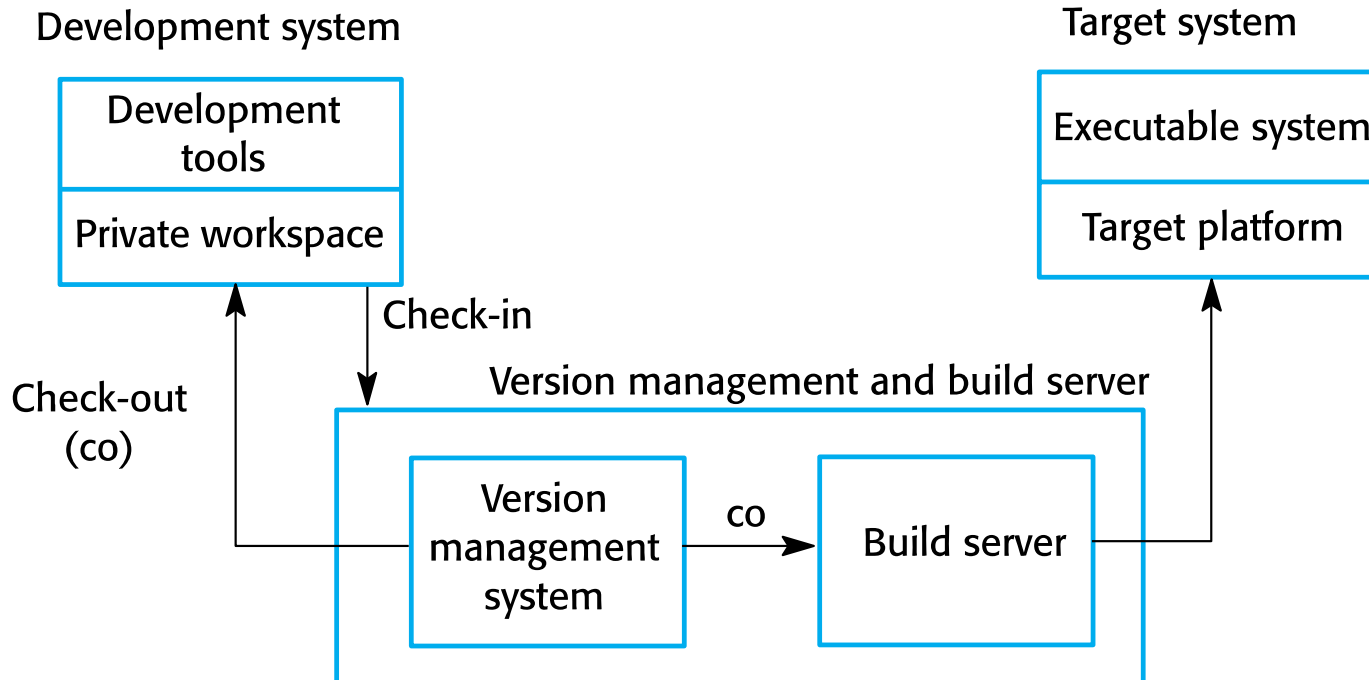 Development system
Target system
Development
tools
Private workspace
Executable system
Target platform
Check-in
Check-out
(co)
Version management and build server
Version
management
system
co
Build server